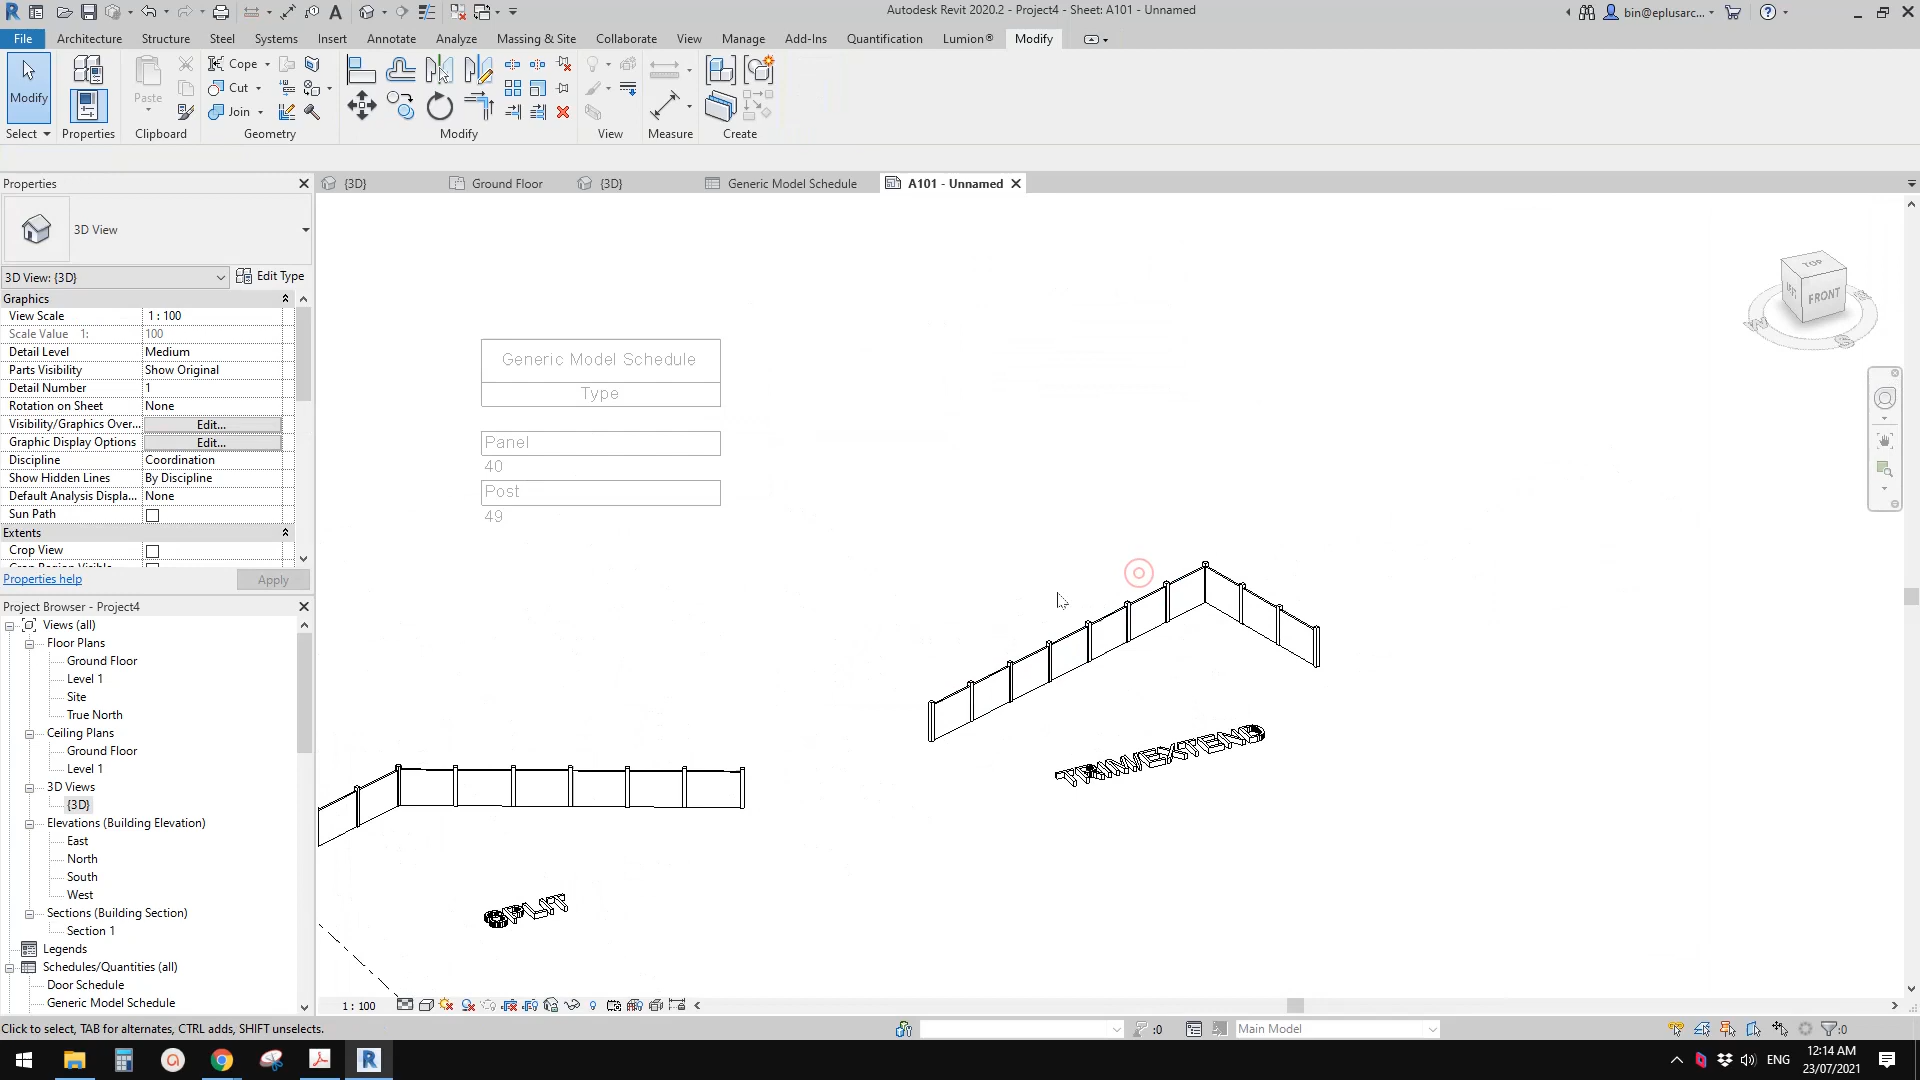 Autodesk Revit 2020.2 - Project4 - Sheet: A101 - Unnamed
bin@eplusarc...
File Architecture Structure Steel Systems Insert Annotate Analyze Massing & Site Collaborate View Manage Add-Ins Quantification Lumion® Modify
Modify
Paste
Cope
Cut
Join
Select Properties Clipboard Geometry Modify View Measure Create
Properties
{3D} Ground Floor {3D} Generic Model Schedule A101 - Unnamed
3D View
3D View: {3D} Edit Type
Graphics
View Scale 1 : 100
Scale Value 1: 100
Detail Level Medium
Parts Visibility Show Original
Detail Number 1
Rotation on Sheet None
Visibility/Graphics Over... Edit...
Graphic Display Options Edit...
Discipline Coordination
Show Hidden Lines By Discipline
Default Analysis Displa... None
Sun Path
Extents
Crop View
Properties help Apply
Project Browser - Project4
Views (all)
Floor Plans
Ground Floor
Level 1
Site
True North
Ceiling Plans
Ground Floor
Level 1
3D Views
{3D}
Elevations (Building Elevation)
East
North
South
West
Sections (Building Section)
Section 1
Legends
Schedules/Quantities (all)
Door Schedule
Generic Model Schedule
Generic Model Schedule
Type
Panel
40
Post
49
TOP
FRONT
TRIM/EXTEND
SPLIT
1 : 100
Click to select, TAB for alternates, CTRL adds, SHIFT unselects.
:0
Main Model
:0
ENG
12:14 AM
23/07/2021